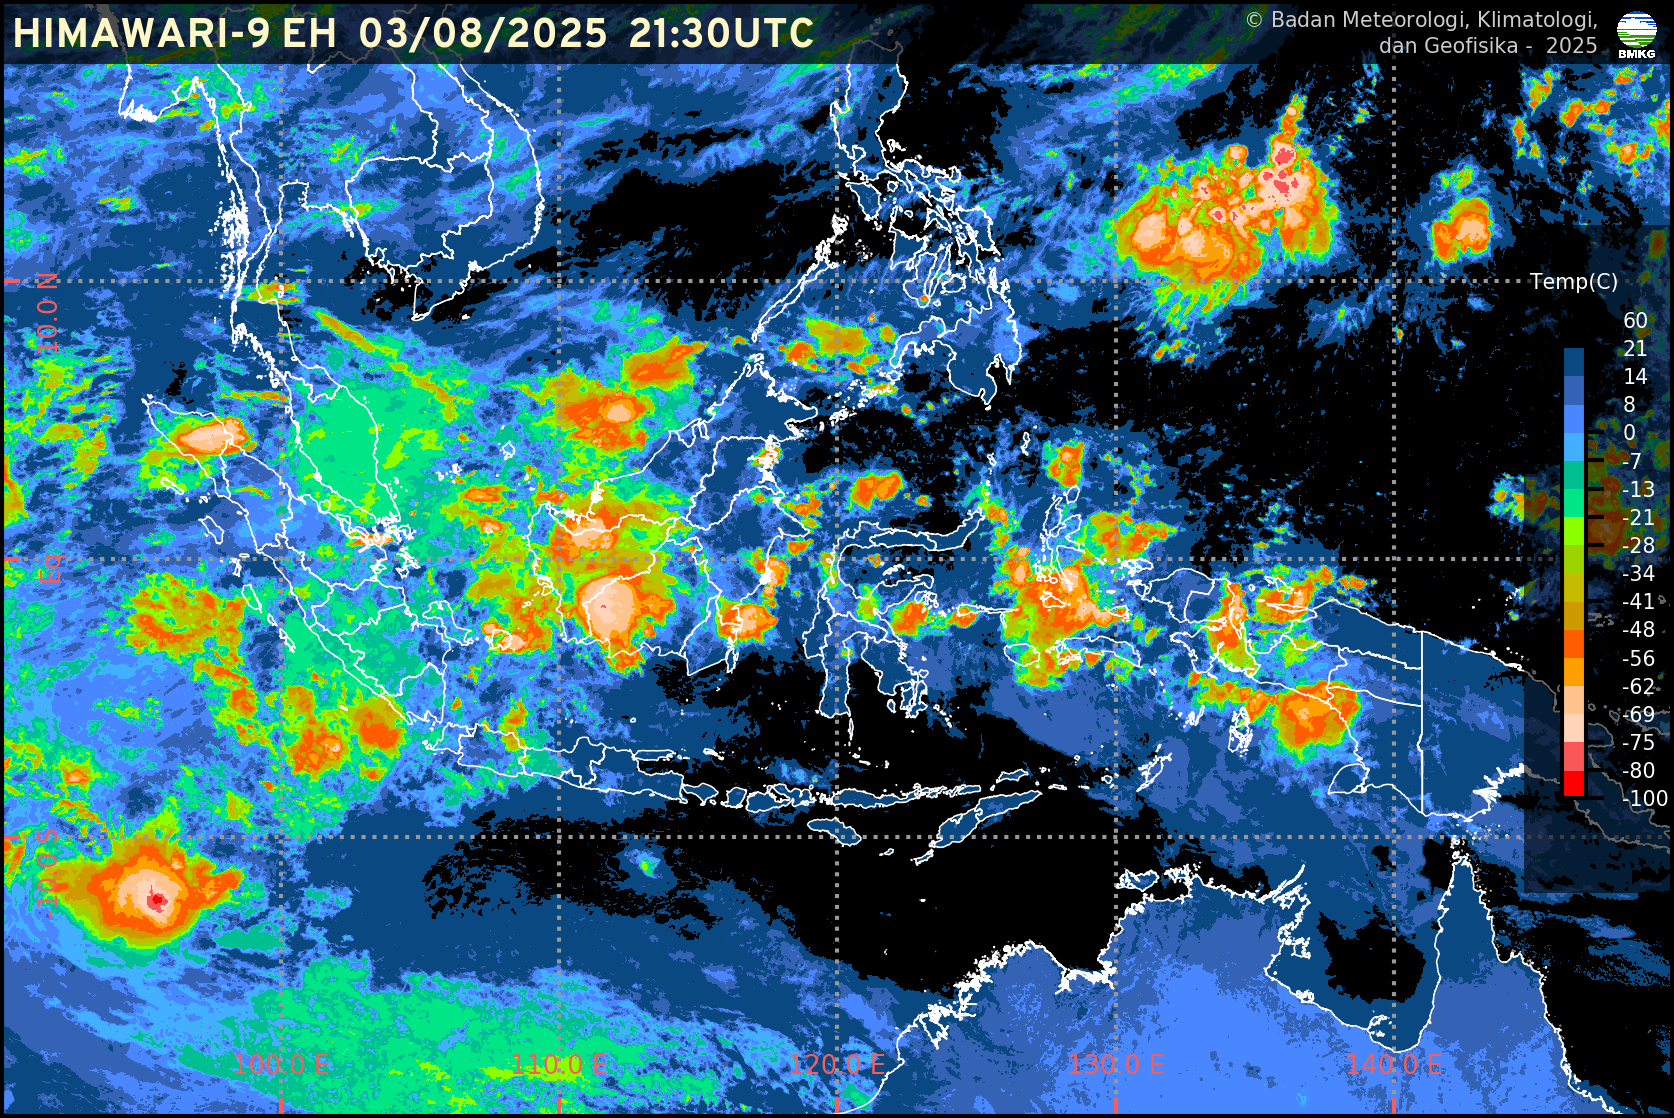 HIMAWARI-9 EH 03/08/2025 21:30UTC
© Badan Meteorologi, Klimatologi,
dan Geofisika - 2025
BMKG
10.0 N
Eq
-10.0 S
100.0 E
110.0 E
120.0 E
130.0 E
140.0 E
Temp(C)
60
21
14
8
0
-7
-13
-21
-28
-34
-41
-48
-56
-62
-69
-75
-80
-100